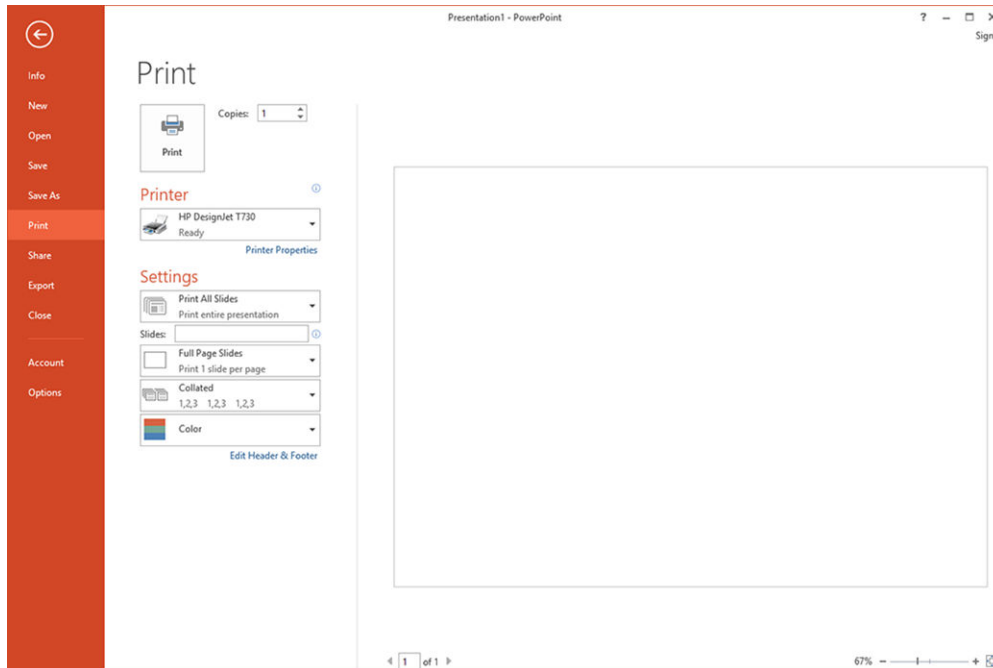 Presentation1 - PowerPoint
?
Sign
Info
New
Open
Save
Save As
Print
Share
Export
Close
Account
Options
Print
Print
Copies: 1
Printer
HP DesignJet T730
Ready
Printer Properties
Settings
Print All Slides
Print entire presentation
Slides:
Full Page Slides
Print 1 slide per page
Collated
1,2,3 1,2,3 1,2,3
Color
Edit Header & Footer
1 of 1
67%